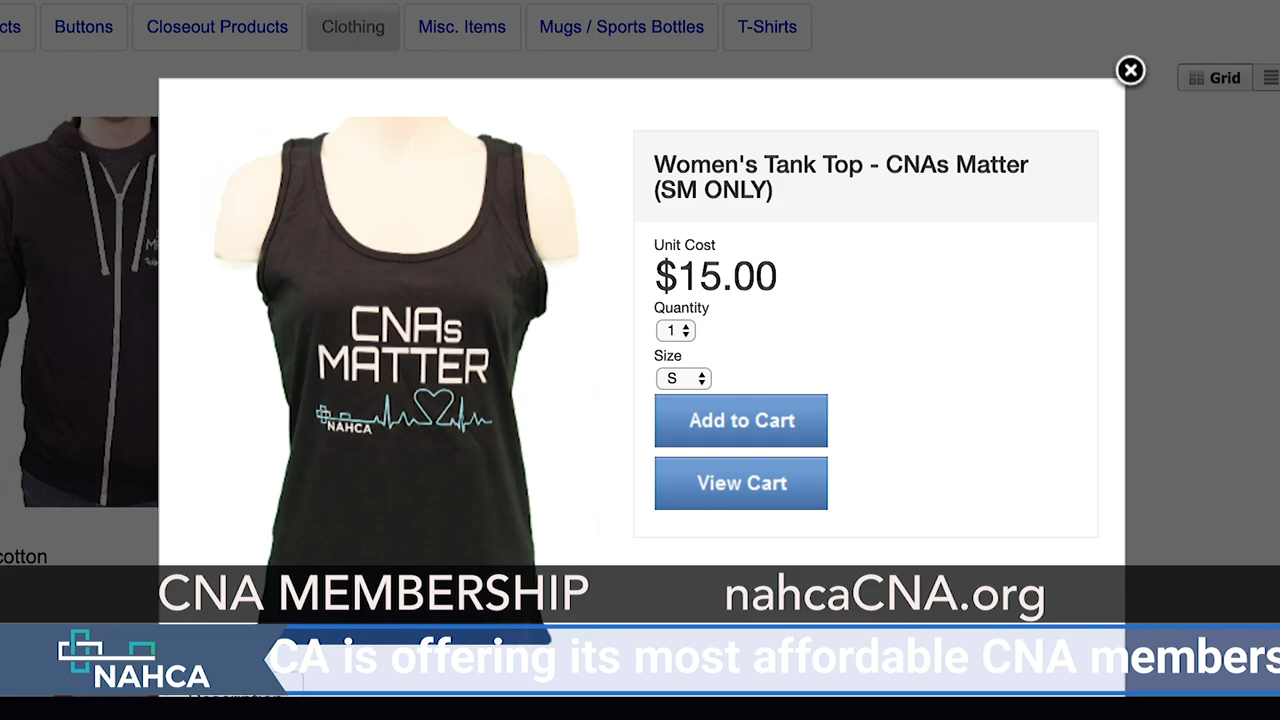 cts
Buttons
Closeout Products
Clothing
Misc. Items
Mugs / Sports Bottles
T-Shirts
Grid
Women's Tank Top - CNAs Matter
(SM ONLY)
Unit Cost
$15.00
Quantity
1
Size
S
Add to Cart
View Cart
CNAs
MATTER
NAHCA
cotton
CNA MEMBERSHIP
nahcaCNA.org
NAHCA
CA is offering its most affordable CNA members